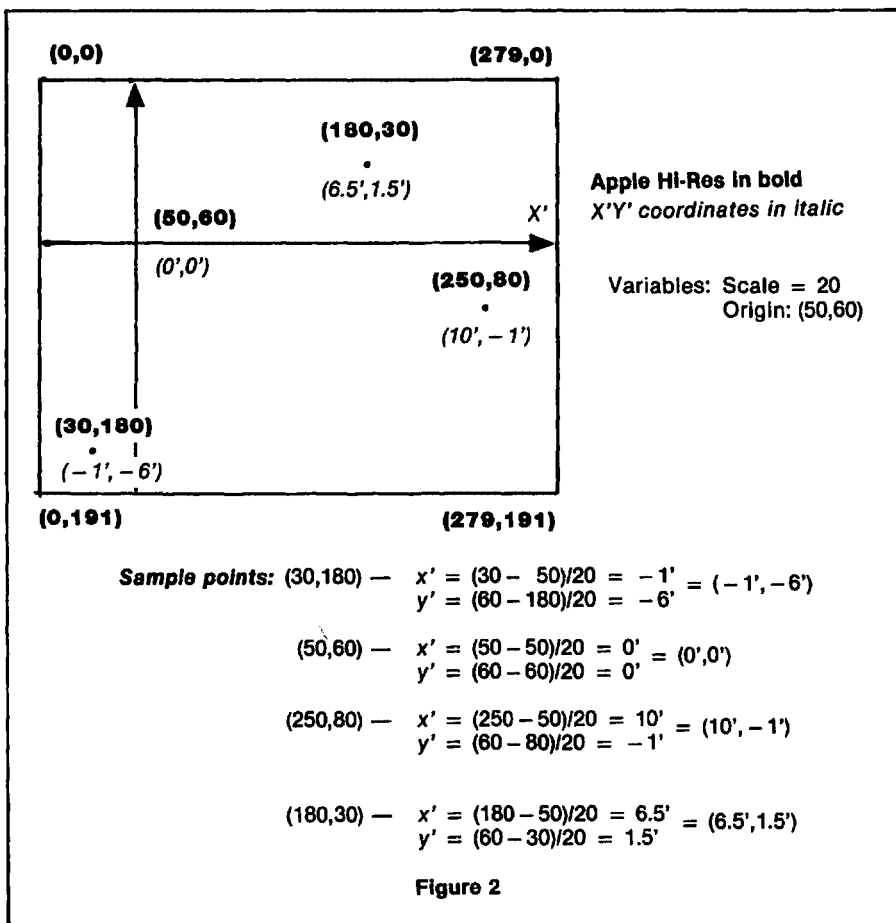 (0,0) (279,0)
(180,30)
(6.5',1.5')
(50,60) X'
(0',0')
(250,80)
(10', – 1')
(30,180)
(– 1', – 6')
(0,191) (279,191)
Apple Hi-Res in bold
X'Y' coordinates in italic
Variables: Scale = 20
Origin: (50,60)
Sample points: (30,180) — x' = (30 – 50)/20 = – 1' = (– 1', – 6')
y' = (60 – 180)/20 = – 6'
(50,60) — x' = (50 – 50)/20 = 0' = (0',0')
y' = (60 – 60)/20 = 0'
(250,80) — x' = (250 – 50)/20 = 10' = (10', – 1')
y' = (60 – 80)/20 = – 1'
(180,30) — x' = (180 – 50)/20 = 6.5' = (6.5',1.5')
y' = (60 – 30)/20 = 1.5'
Figure 2